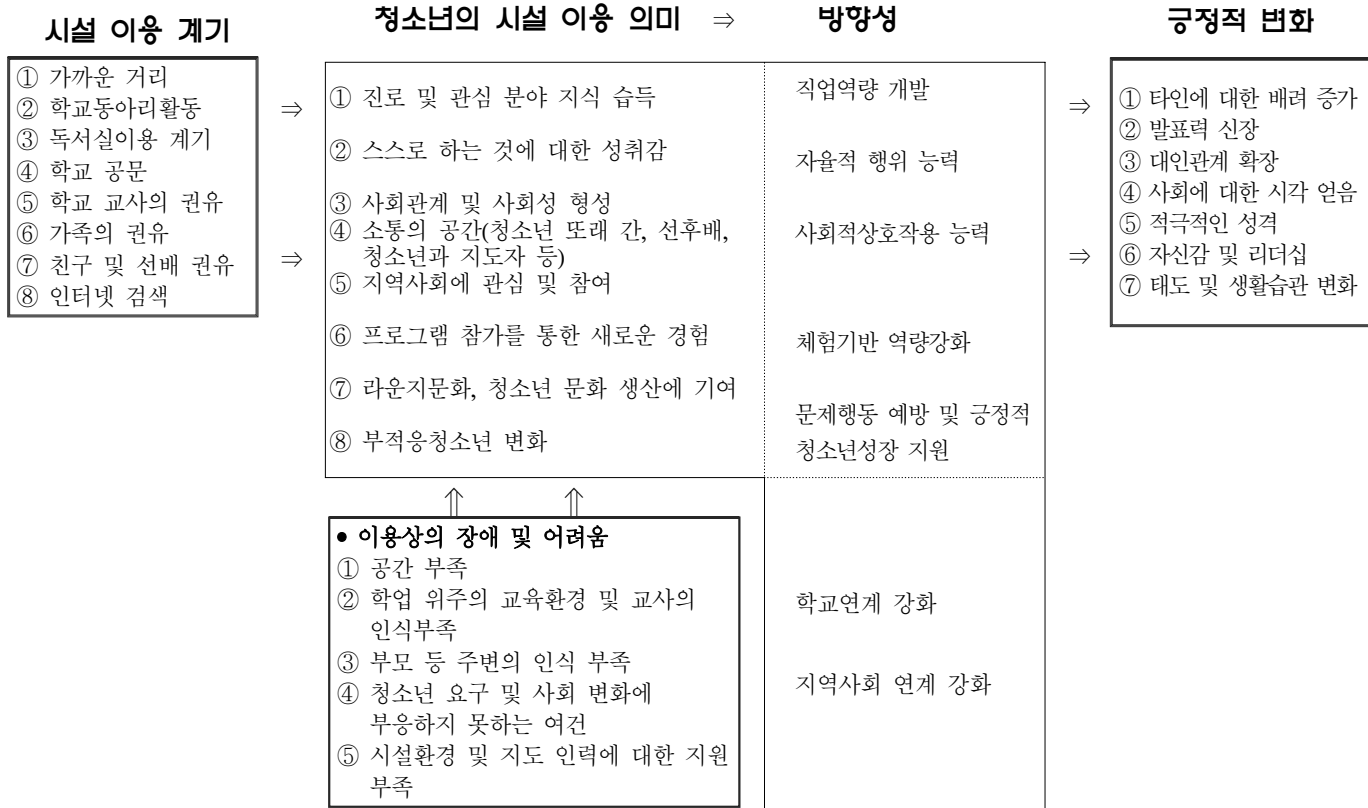 시설 이용 계기
① 가까운 거리
② 학교동아리활동
③ 독서실이용 계기
④ 학교 공문
⑤ 학교 교사의 권유
⑥ 가족의 권유
⑦ 친구 및 선배 권유
⑧ 인터넷 검색
⇒
⇒
청소년의 시설 이용 의미 ⇒ 방향성
① 진로 및 관심 분야 지식 습득
② 스스로 하는 것에 대한 성취감
③ 사회관계 및 사회성 형성
④ 소통의 공간(청소년 또래 간, 선후배,
청소년과 지도자 등)
⑤ 지역사회에 관심 및 참여
⑥ 프로그램 참가를 통한 새로운 경험
⑦ 라운지문화, 청소년 문화 생산에 기여
⑧ 부적응청소년 변화
직업역량 개발
자율적 행위 능력
사회적상호작용 능력
체험기반 역량강화
문제행동 예방 및 긍정적
청소년성장 지원
⇑ ⇑
• 이용상의 장애 및 어려움
① 공간 부족
② 학업 위주의 교육환경 및 교사의
인식부족
③ 부모 등 주변의 인식 부족
④ 청소년 요구 및 사회 변화에
부응하지 못하는 여건
⑤ 시설환경 및 지도 인력에 대한 지원
부족
학교연계 강화
지역사회 연계 강화
⇒
⇒
긍정적 변화
① 타인에 대한 배려 증가
② 발표력 신장
③ 대인관계 확장
④ 사회에 대한 시각 얻음
⑤ 적극적인 성격
⑥ 자신감 및 리더십
⑦ 태도 및 생활습관 변화